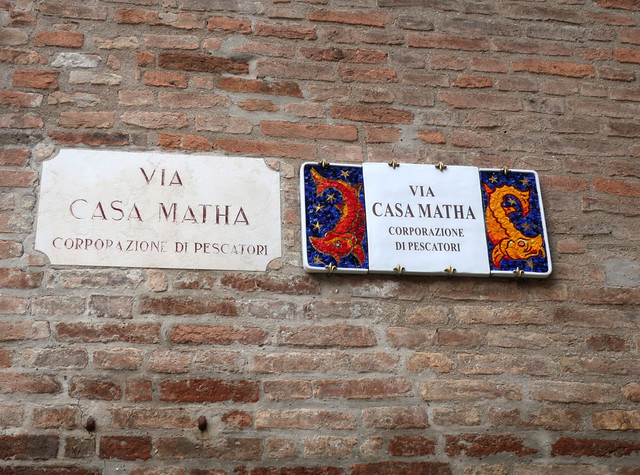 VIA
CASA MATHA
CORPORAZIONE DI PESCATORI
VIA
CASA MATHA
CORPORAZIONE
DI PESCATORI